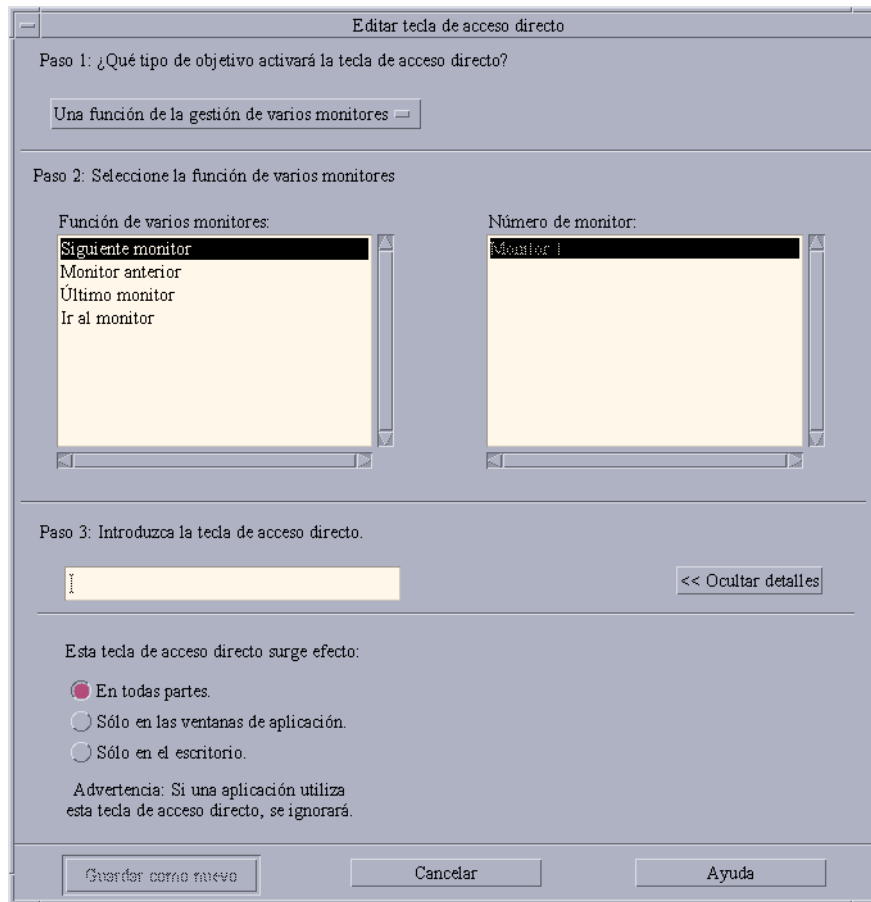 Editar tecla de acceso directo
Paso 1: ¿Qué tipo de objetivo activará la tecla de acceso directo?
Una función de la gestión de varios monitores
Paso 2: Seleccione la función de varios monitores
Función de varios monitores:
Siguiente monitor
Monitor anterior
Último monitor
Ir al monitor
Número de monitor:
Monitor 1
Paso 3: Introduzca la tecla de acceso directo.
<< Ocultar detalles
Esta tecla de acceso directo surge efecto:
En todas partes.
Sólo en las ventanas de aplicación.
Sólo en el escritorio.
Advertencia: Si una aplicación utiliza
esta tecla de acceso directo, se ignorará.
Guardar como nuevo
Cancelar
Ayuda